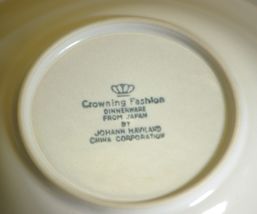 Crowning Fashion
DINNERWARE
FROM JAPAN
BY
JOHANN HAVILAND
CHINA CORPORATION